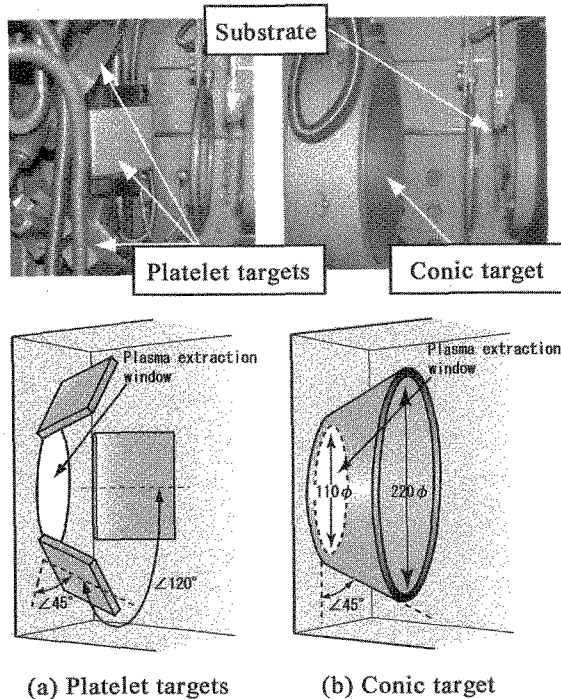 Substrate
Platelet targets
Conic target
Plasma extraction
window
∠120°
∠45°
Plasma extraction
window
110φ
220φ
∠45°
(a) Platelet targets
(b) Conic target